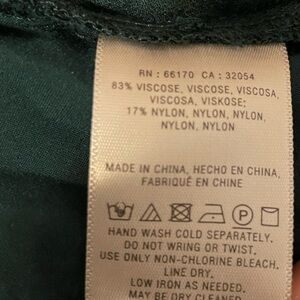 RN : 66170 CA : 32054
83% VISCOSE, VISCOSE, VISCOSA,
VISCOSA, VISKOSE;
17% NYLON, NYLON, NYLON,
NYLON, NYLON
MADE IN CHINA, HECHO EN CHINA,
FABRIQUÉ EN CHINE
P
HAND WASH COLD SEPARATELY.
DO NOT WRING OR TWIST.
USE ONLY NON-CHLORINE BLEACH.
LINE DRY.
LOW IRON AS NEEDED.
MAY BE DRY CLEANED